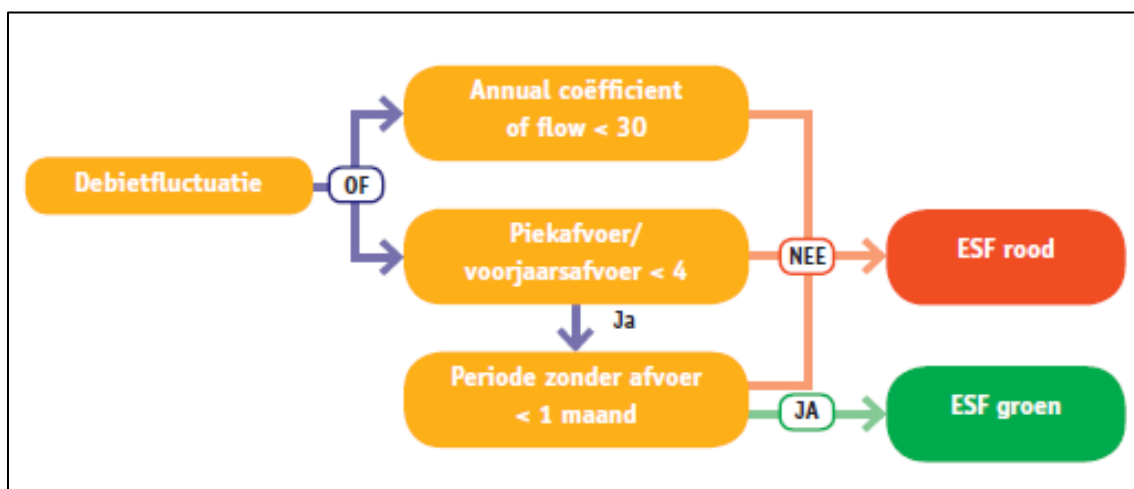 Annual coëfficient
of flow < 30
Debietfluctuatie
OF
Piekafvoer/
voorjaarsafvoer < 4
NEE
ESF rood
Ja
Periode zonder afvoer
< 1 maand
JA
ESF groen